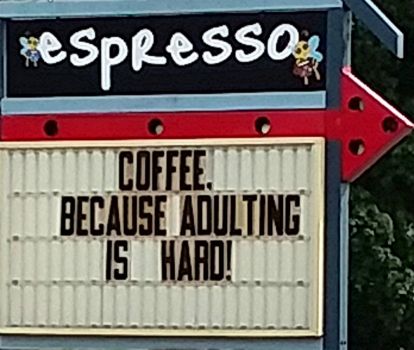 espresso
COFFEE.
BECAUSE ADULTING
IS HARD!